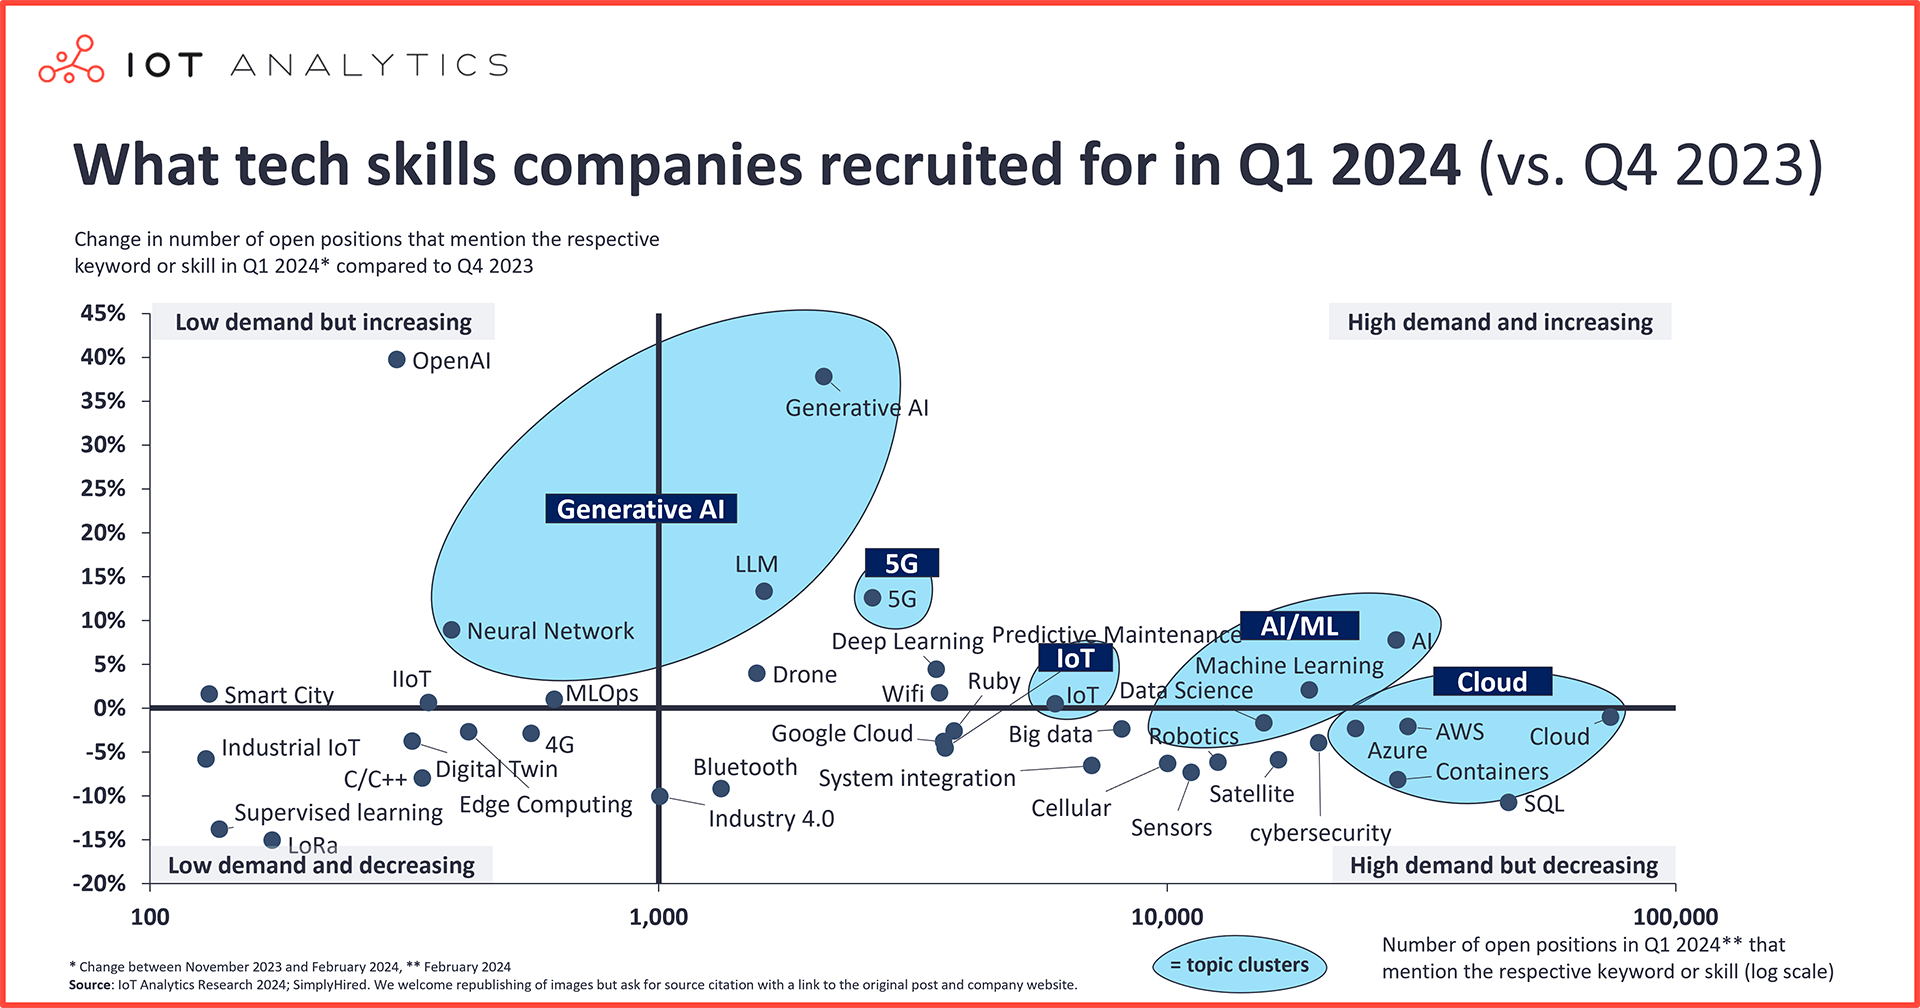 IOT ANALYTICS
What tech skills companies recruited for in Q1 2024 (vs. Q4 2023)
Change in number of open positions that mention the respective
keyword or skill in Q1 2024* compared to Q4 2023
45%
40%
35%
30%
25%
20%
15%
10%
5%
0%
-5%
-10%
-15%
-20%
Low demand but increasing
High demand and increasing
OpenAI
Generative AI
Generative AI
LLM
5G
5G
Neural Network
Deep Learning
Predictive Maintenance
AI/ML
AI
IoT
Machine Learning
Drone
Smart City
IIoT
MLOps
Wifi
Ruby
IoT
Data Science
Cloud
Industrial IoT
4G
Google Cloud
Big data
Robotics
Azure
AWS
Cloud
C/C++
Digital Twin
Bluetooth
System integration
Containers
Edge Computing
Satellite
SQL
Supervised learning
Industry 4.0
Cellular
Sensors
cybersecurity
LoRa
Low demand and decreasing
High demand but decreasing
100
1,000
10,000
100,000
= topic clusters
Number of open positions in Q1 2024** that
mention the respective keyword or skill (log scale)
* Change between November 2023 and February 2024, ** February 2024
Source: IoT Analytics Research 2024; SimplyHired. We welcome republishing of images but ask for source citation with a link to the original post and company website.